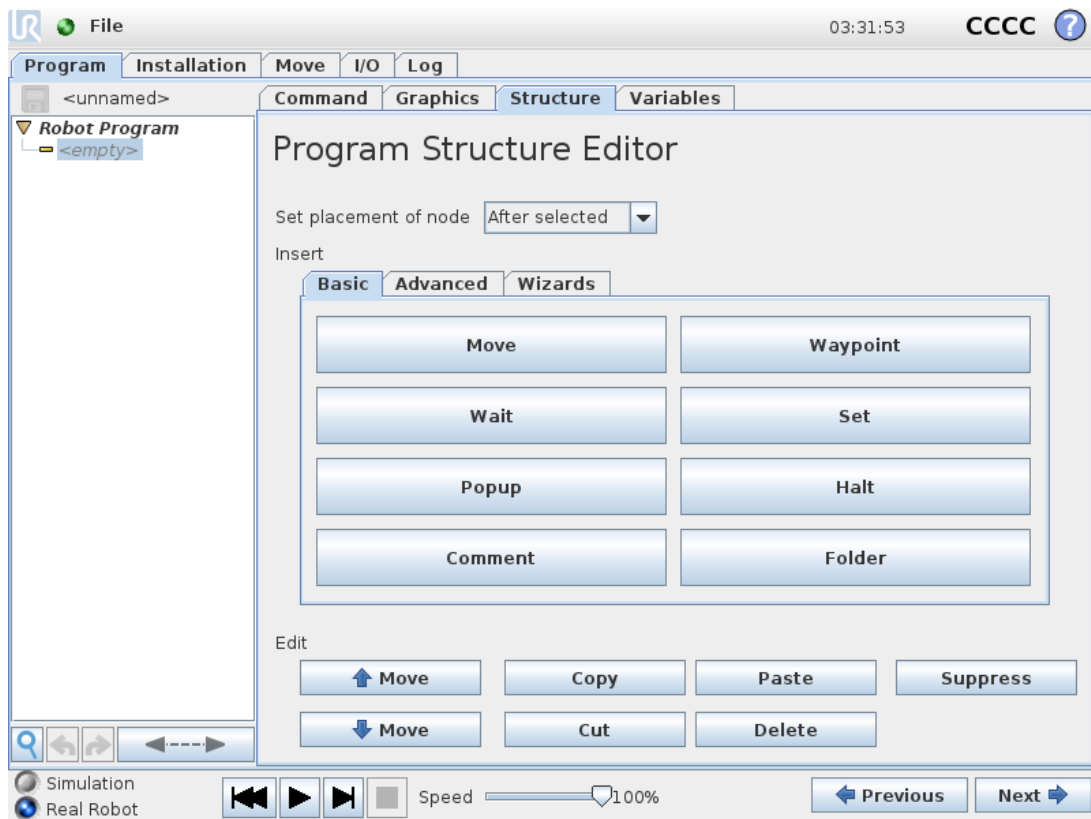 UR File 03:31:53 CCCC ?
Program Installation Move I/O Log
<unnamed>
Command Graphics Structure Variables
Robot Program
<empty>
Program Structure Editor
Set placement of node After selected
Insert
Basic Advanced Wizards
Move Waypoint
Wait Set
Popup Halt
Comment Folder
Edit
Move Copy Paste Suppress
Move Cut Delete
Simulation
Real Robot
Speed 100%
Previous Next